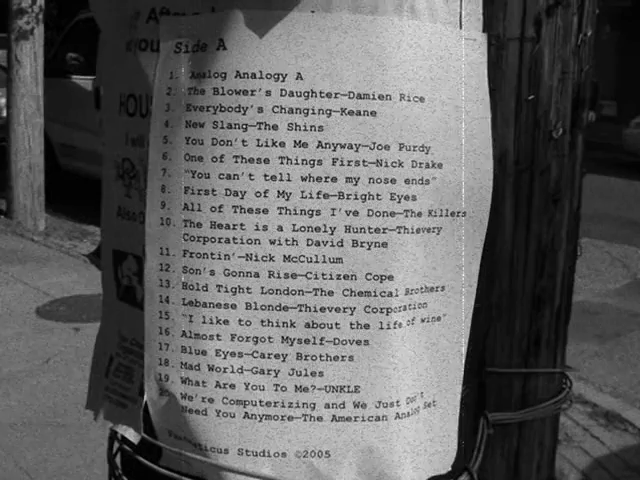 Side A
1. Analog Analogy A
2. The Blower's Daughter—Damien Rice
3. Everybody's Changing—Keane
4. New Slang—The Shins
5. You Don't Like Me Anyway—Joe Purdy
6. One of These Things First—Nick Drake
7. "You can't tell where my nose ends"
8. First Day of My Life—Bright Eyes
9. All of These Things I've Done—The Killers
10. The Heart is a Lonely Hunter—Thievery
Corporation with David Bryne
11. Frontin'—Nick McCullum
12. Son's Gonna Rise—Citizen Cope
13. Hold Tight London—The Chemical Brothers
14. Lebanese Blonde—Thievery Corporation
15. "I like to think about the life of wine"
16. Almost Forgot Myself—Doves
17. Blue Eyes—Carey Brothers
18. Mad World—Gary Jules
19. What Are You To Me?—UNKLE
20. We're Computerizing and We Just Don't
Need You Anymore—The American Analog Set
Studios ©2005
HOUS